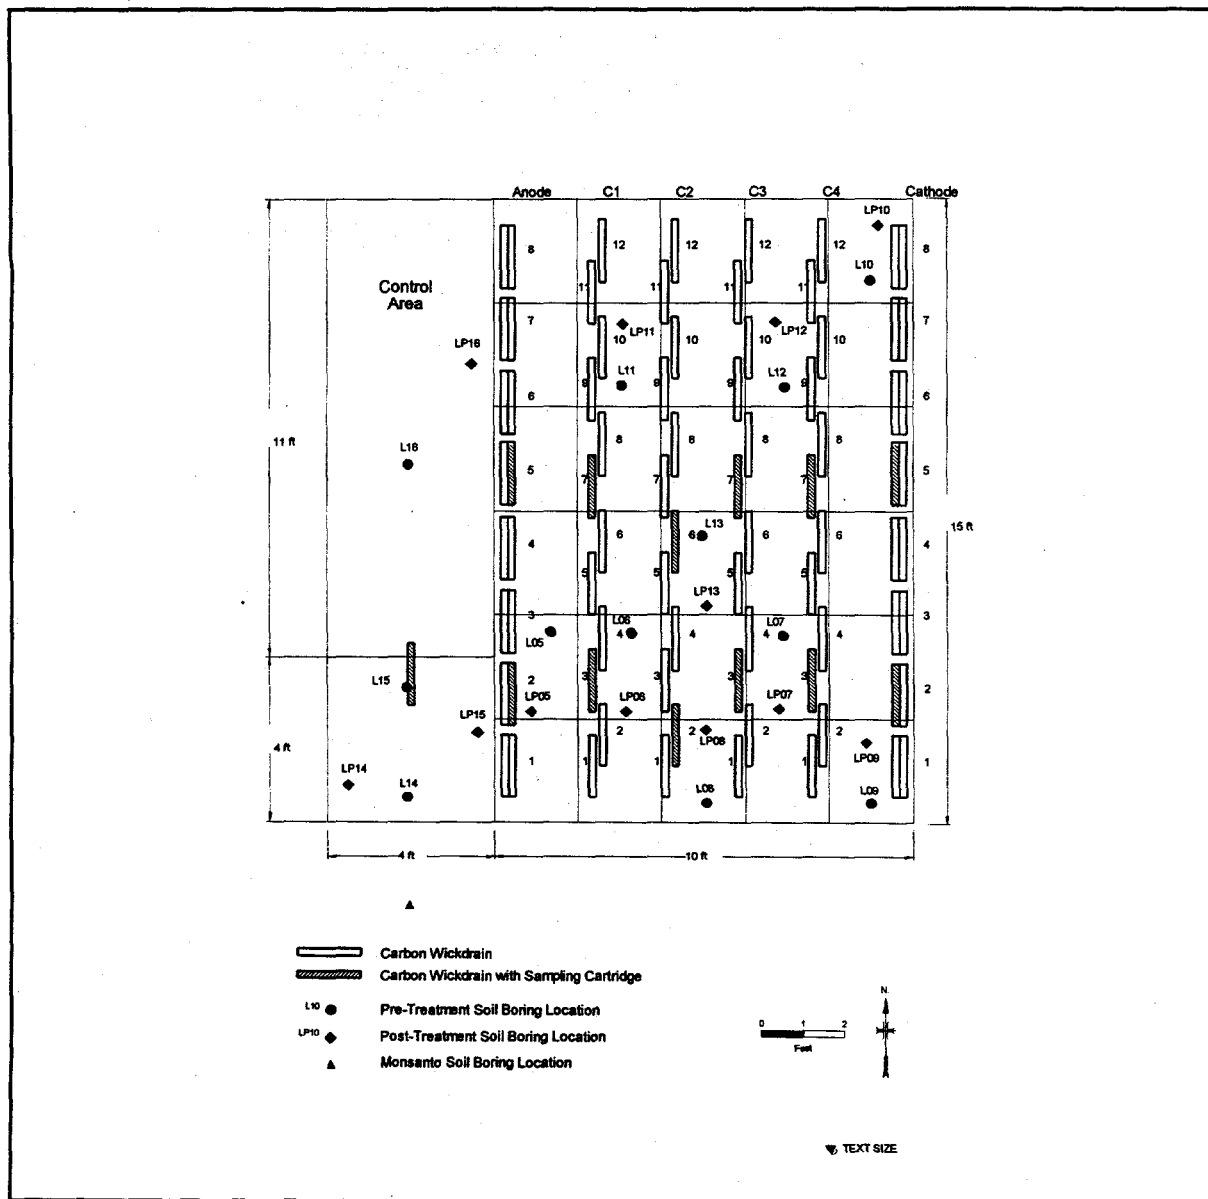 Anode C1 C2 C3 C4 Cathode
LP10
8 12 12 12 12 8
L10
Control
Area
11 11 11 11
7 LP11 LP12 7
10 10 10 10
LP16
L11 L12
9 9 9 9
6 6
11 ft
8 8 8 8
L16
5 7 7 7 7 5
L13
15 ft
4 6 6 6 6 4
5 5 5 5
LP13
3 3
L05 L06 4 4 4 L07 4
L15
2 3 3 3 3 2
LP05 LP06 LP07
LP15
4 ft
2 2 LP08 2 2 LP09
1 1 1 1 1 1
LP14 L14
L08 L09
4 ft 10 ft
Carbon Wickdrain
Carbon Wickdrain with Sampling Cartridge
L10 Pre-Treatment Soil Boring Location
LP10 Post-Treatment Soil Boring Location
Monsanto Soil Boring Location
N
0 1 2
Feet
TEXT SIZE